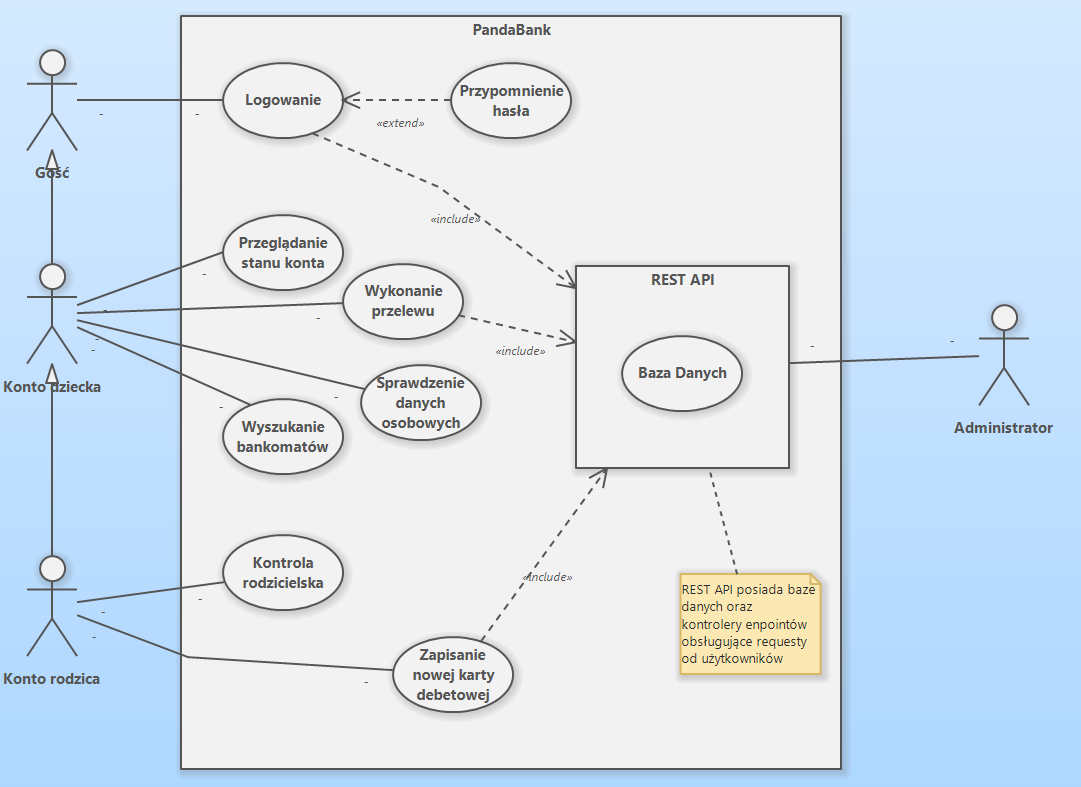 PandaBank
Logowanie
Przypomnienie
hasła
«extend»
Gość
«include»
Przeglądanie
stanu konta
Wykonanie
przelewu
REST API
«include»
Baza Danych
Konto dziecka
Sprawdzenie
danych
osobowych
Wyszukanie
bankomatów
Administrator
Kontrola
rodzicielska
«include»
REST API posiada bazę
danych oraz
kontrolery enpointów
obsługujące requesty
od użytkowników
Zapisanie
nowej karty
debetowej
Konto rodzica